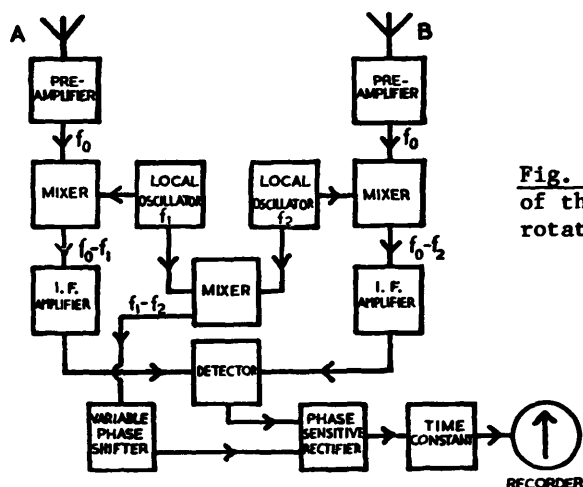 A
B
PRE-
AMPLIFIER
PRE-
AMPLIFIER
f₀
f₀
MIXER
LOCAL
OSCILLATOR
f₁
LOCAL
OSCILLATOR
f₂
MIXER
Fig.
of th
rotat
f₀-f₁
f₀-f₂
I.F.
AMPLIFIER
MIXER
I.F.
AMPLIFIER
f₁-f₂
DETECTOR
VARIABLE
PHASE
SHIFTER
PHASE
SENSITIVE
RECTIFIER
TIME
CONSTANT
RECORDER